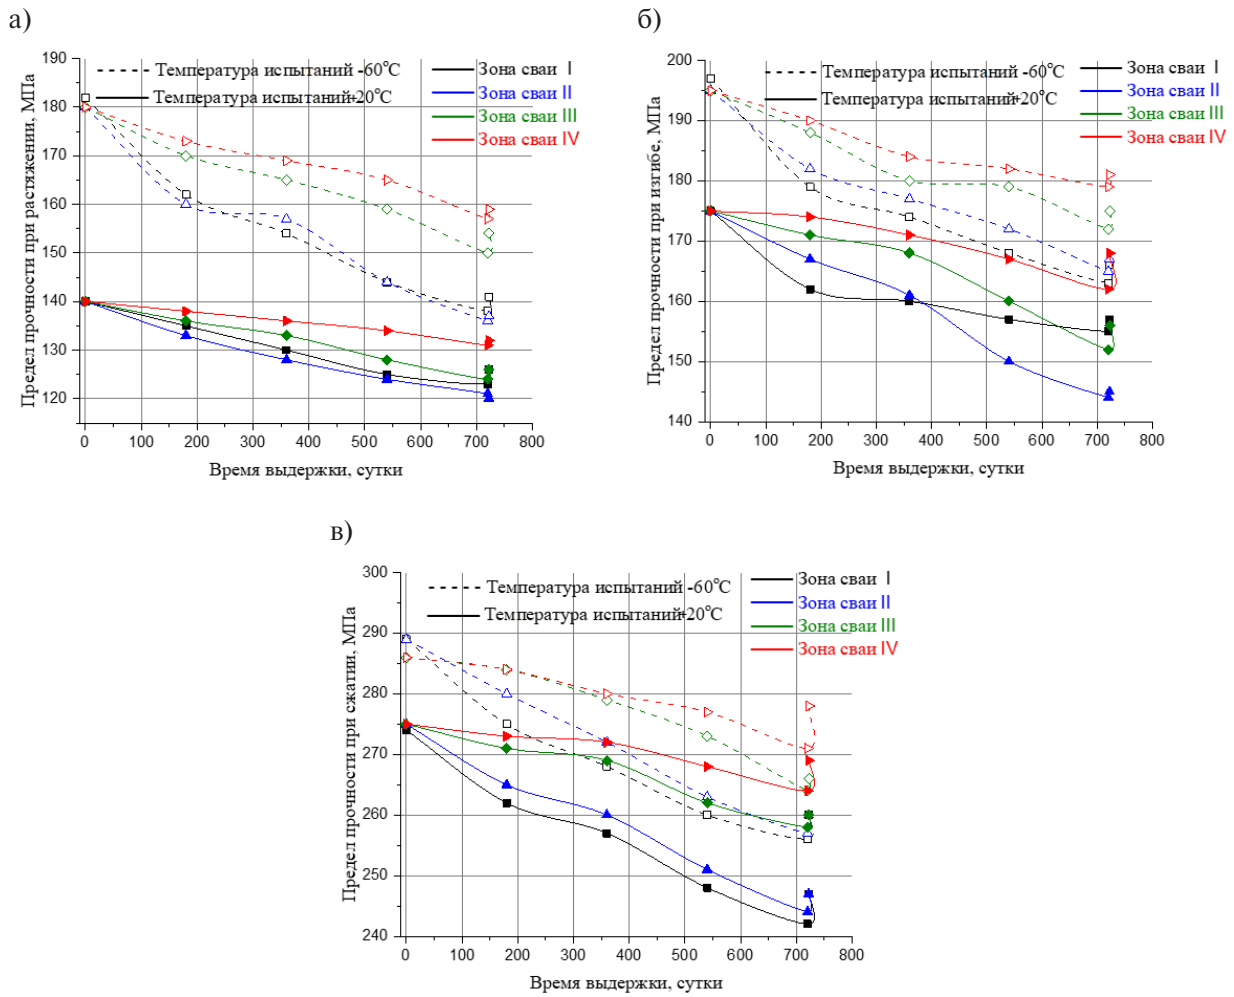 а)
Предел прочности при растяжении, МПа
190
180
170
160
150
140
130
120
Температура испытаний -60°C
Температура испытаний+20°C
Зона сваи I
Зона сваи II
Зона сваи III
Зона сваи IV
0 100 200 300 400 500 600 700 800
Время выдержки, сутки
б)
Предел прочности при изгибе, МПа
200
190
180
170
160
150
140
Температура испытаний -60°C
Температура испытаний+20°C
Зона сваи I
Зона сваи II
Зона сваи III
Зона сваи IV
0 100 200 300 400 500 600 700 800
Время выдержки, сутки
в)
Предел прочности при сжатии, МПа
300
290
280
270
260
250
240
Температура испытаний -60°C
Температура испытаний+20°C
Зона сваи I
Зона сваи II
Зона сваи III
Зона сваи IV
0 100 200 300 400 500 600 700 800
Время выдержки, сутки